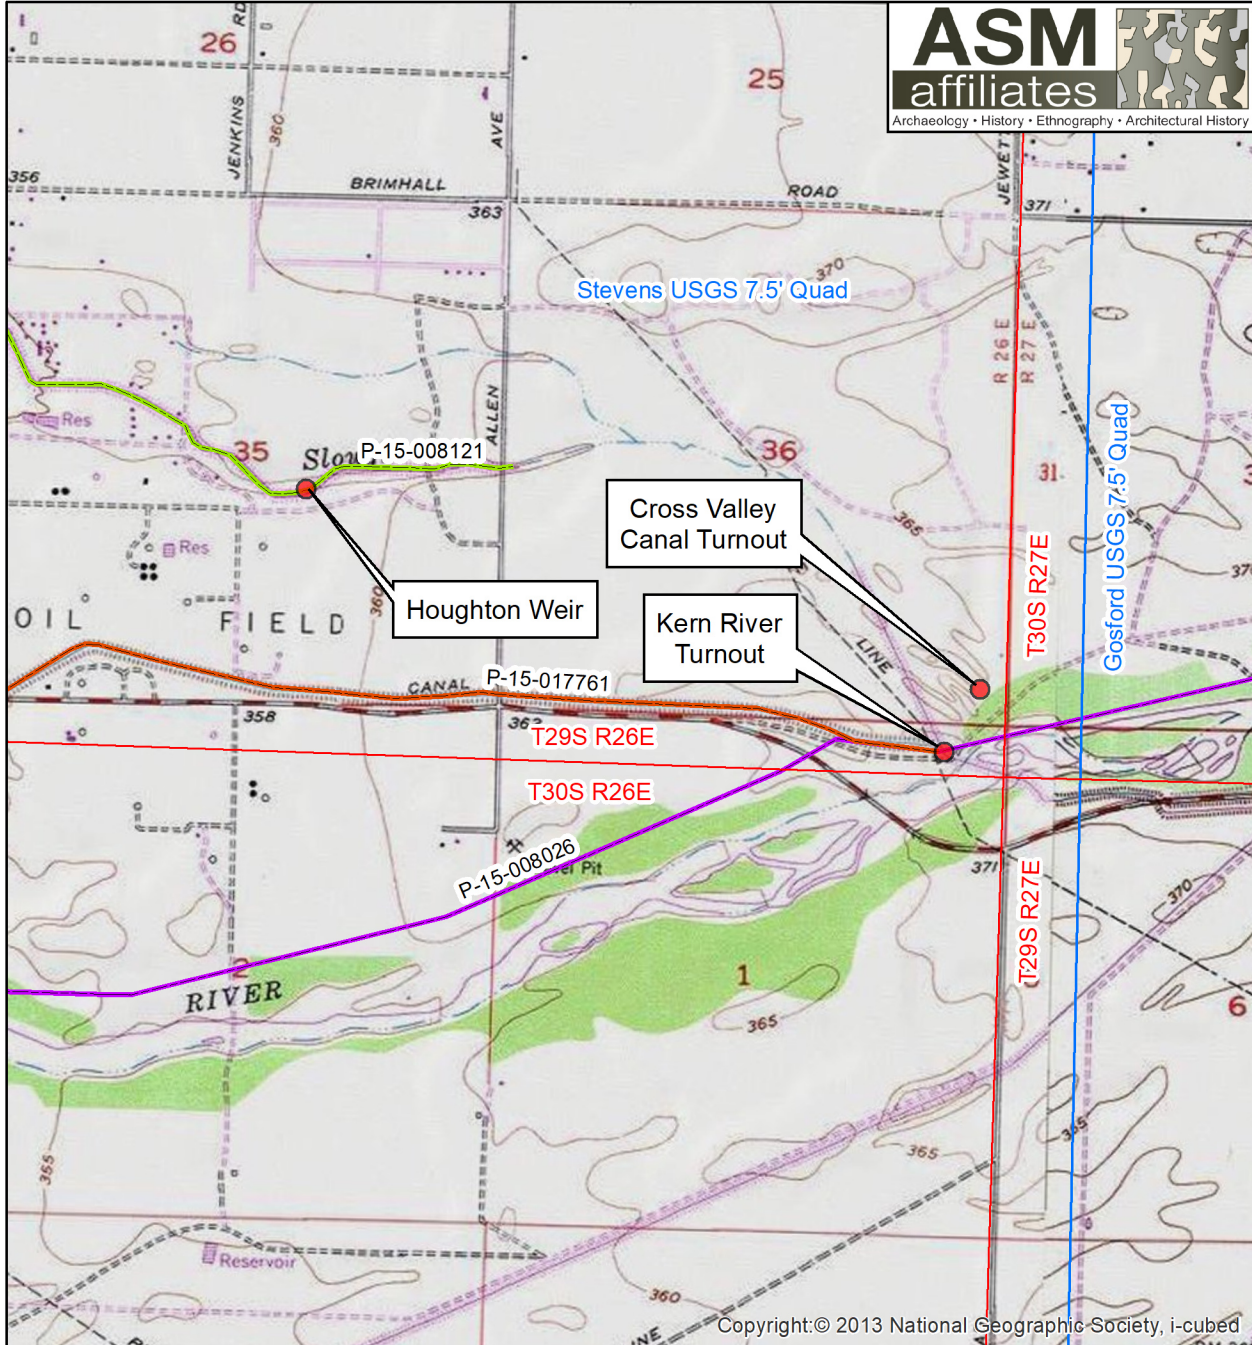 ASM
affiliates
Archaeology • History • Ethnography • Architectural History
26
25
JENKINS
RD
360
AVE
JEWETT
356
BRIMHALL
ROAD
363
371
370
Stevens USGS 7.5' Quad
R 26 E
R 27 E
ALLEN
Res
35
P-15-008121
36
31
Gosford USGS 7.5' Quad
Cross Valley
Canal Turnout
365
Res
T30S R27E
370
Houghton Weir
360
Kern River
Turnout
OIL FIELD
LINE
CANAL
P-15-017761
358
362
T29S R26E
T30S R26E
P-15-008026
Pit
371
T29S R27E
370
2
RIVER
1
365
6
365
355
365
Reservoir
360
Copyright:© 2013 National Geographic Society, i-cubed